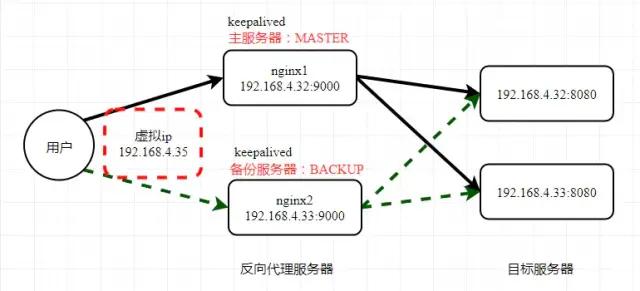 keepalived
主服务器：MASTER
nginx1
192.168.4.32:9000
192.168.4.32:8080
虚拟ip
192.168.4.35
用户
keepalived
备份服务器：BACKUP
nginx2
192.168.4.33:9000
192.168.4.33:8080
反向代理服务器
目标服务器